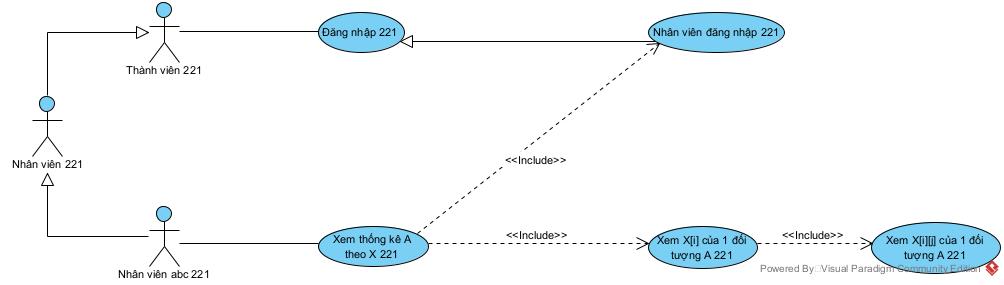 Đăng nhập 221
Nhân viên đăng nhập 221
Thành viên 221
Nhân viên 221
<<Include>>
<<Include>>
<<Include>>
Xem thống kê A
theo X 221
Xem X[i] của 1 đối
tượng A 221
Xem X[i][j] của 1 đối
tượng A 221
Nhân viên abc 221
Powered By Visual Paradigm Community Edition